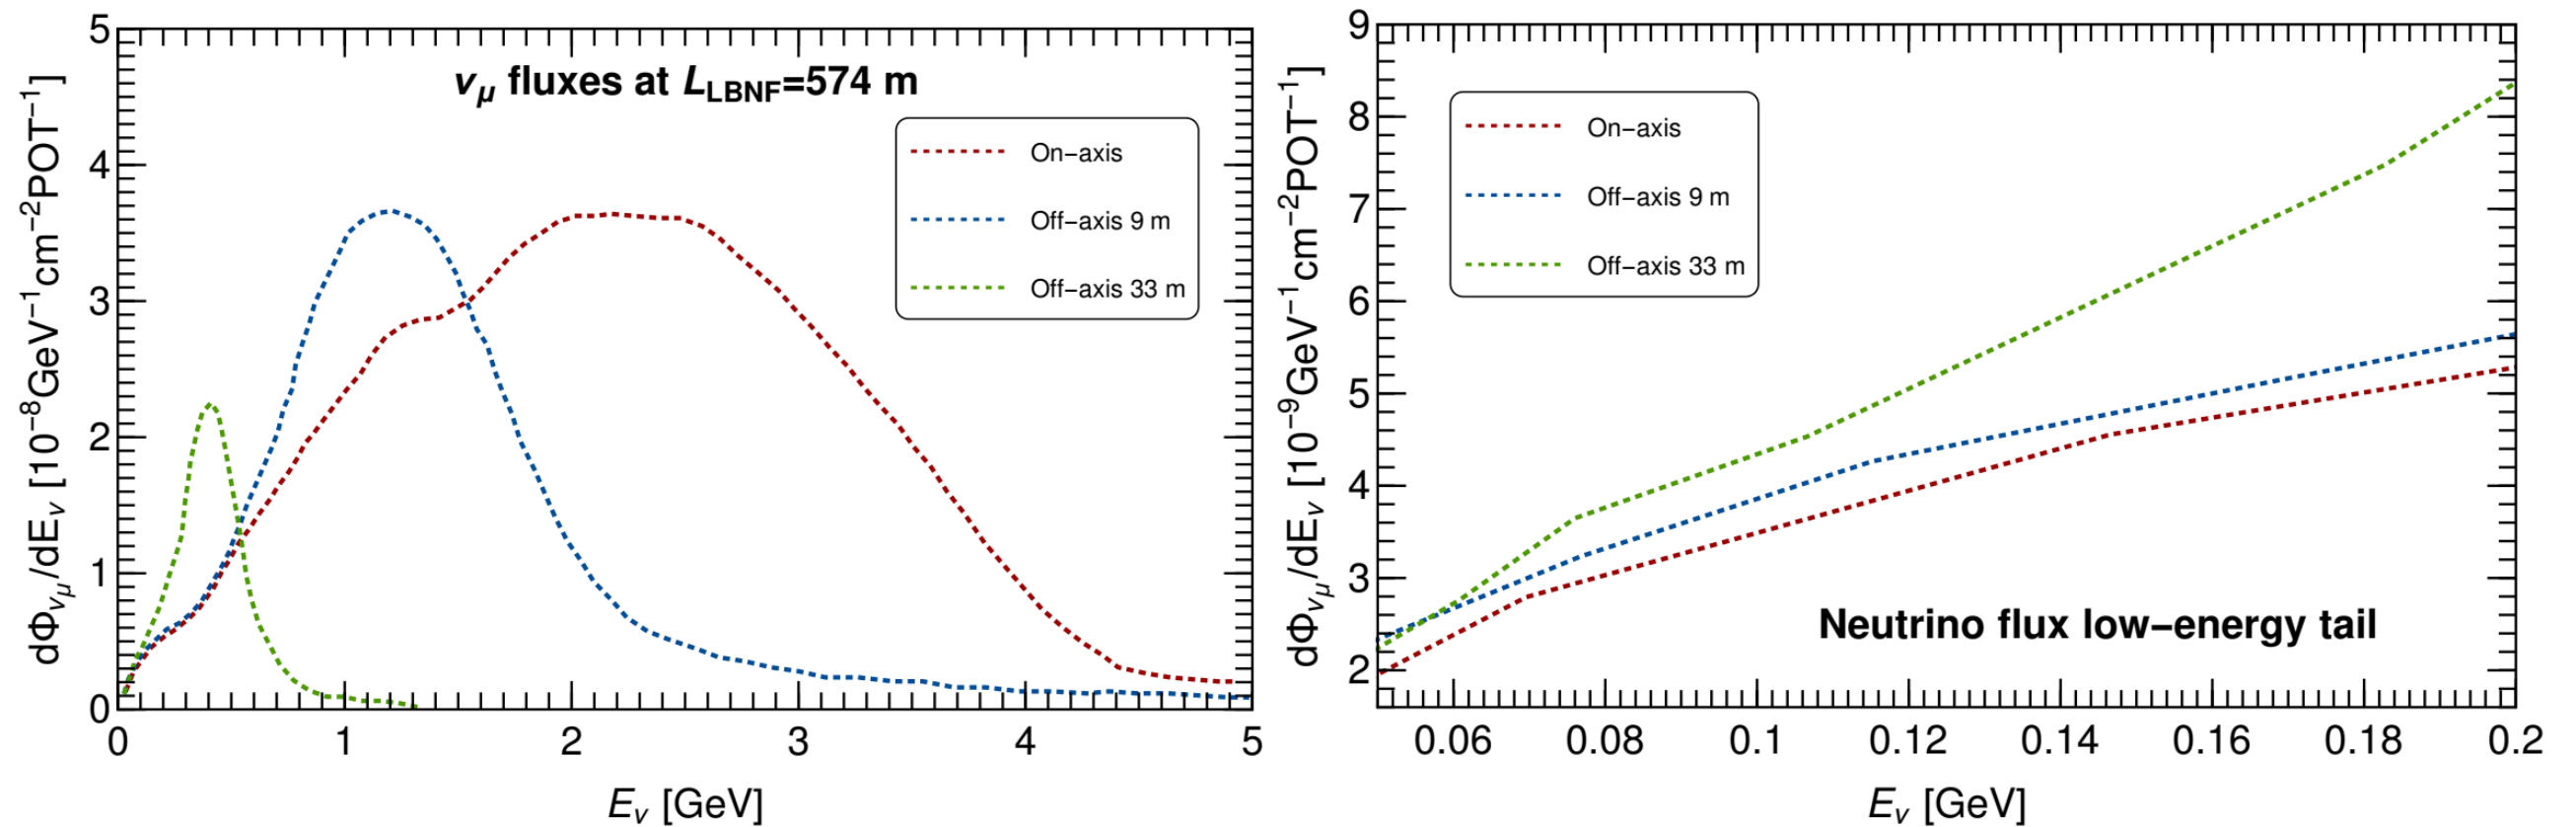 5
4
3
2
1
0
0 1 2 3 4 5
dΦνμ/dEν [10−8GeV−1cm−2POT−1]
νμ fluxes at LLBNF=574 m
On−axis
Off−axis 9 m
Off−axis 33 m
Eν [GeV]
9
8
7
6
5
4
3
2
0.06 0.08 0.1 0.12 0.14 0.16 0.18 0.2
dΦνμ/dEν [10−9GeV−1cm−2POT−1]
On−axis
Off−axis 9 m
Off−axis 33 m
Neutrino flux low−energy tail
Eν [GeV]